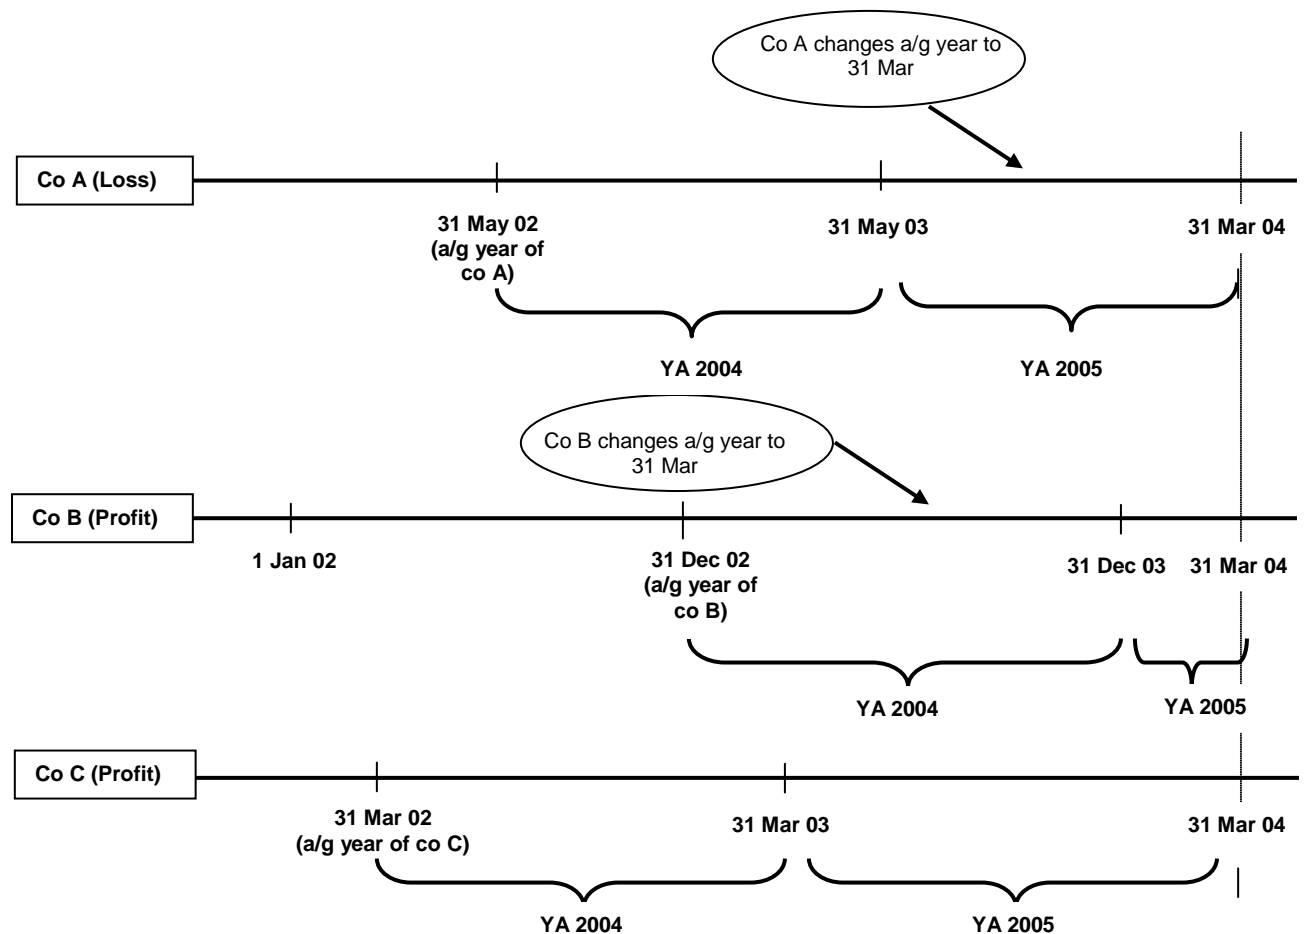 Co A changes a/g year to
31 Mar
Co A (Loss)
31 May 02
(a/g year of
co A)
31 May 03
31 Mar 04
YA 2004
YA 2005
Co B changes a/g year to
31 Mar
Co B (Profit)
1 Jan 02
31 Dec 02
(a/g year of
co B)
31 Dec 03
31 Mar 04
YA 2004
YA 2005
Co C (Profit)
31 Mar 02
(a/g year of co C)
31 Mar 03
31 Mar 04
YA 2004
YA 2005